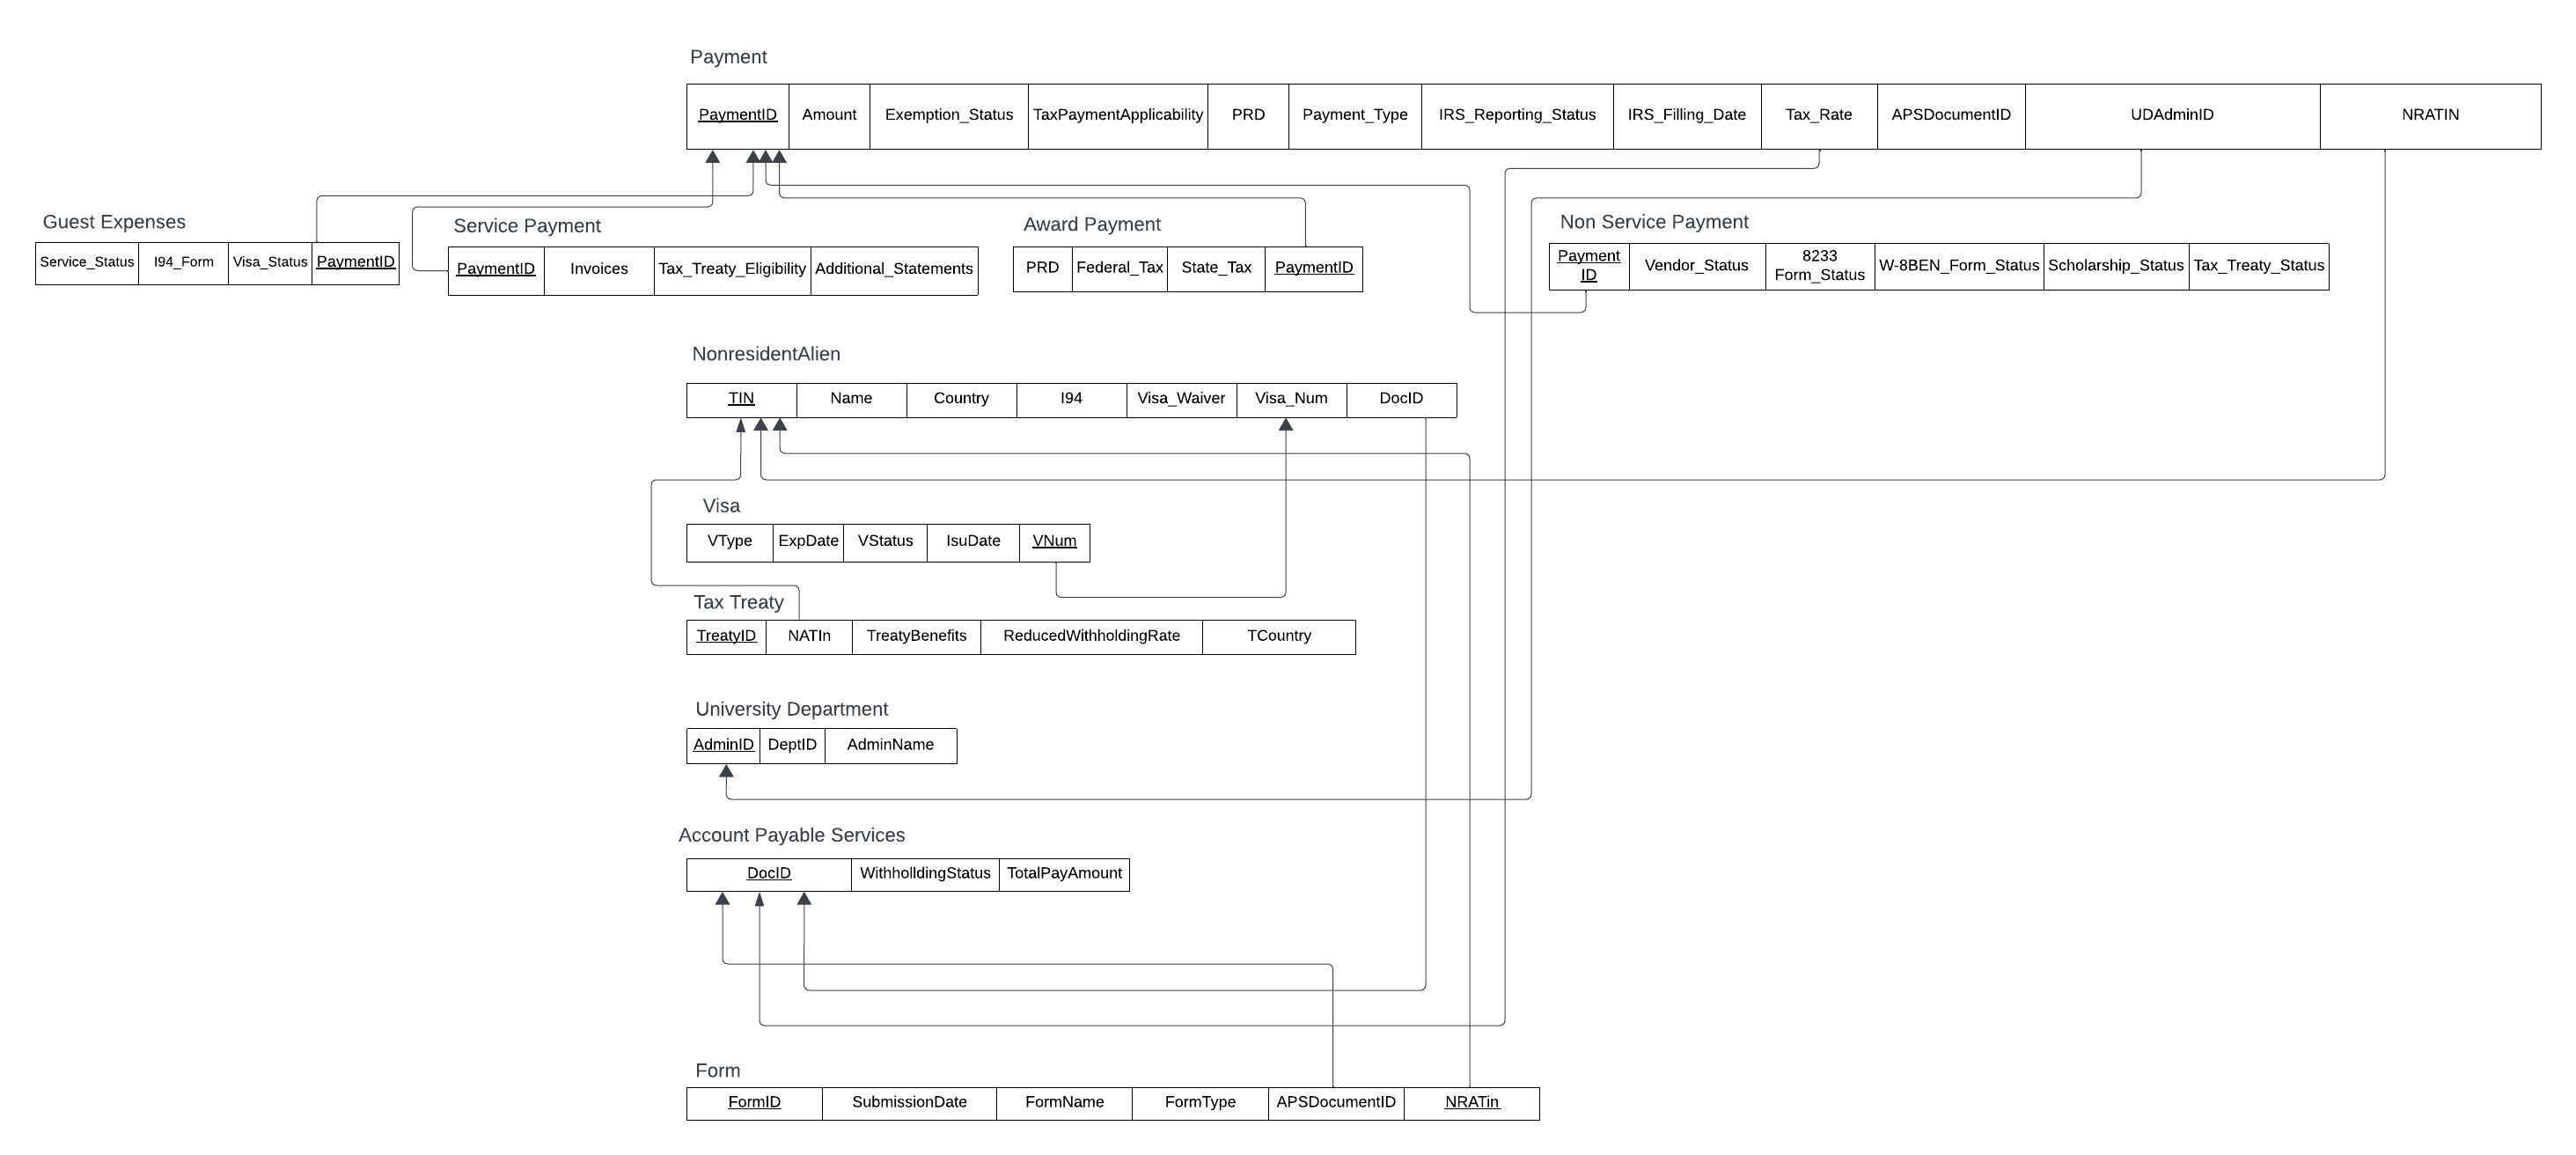 Payment
PaymentID Amount Exemption_Status TaxPaymentApplicability PRD Payment_Type IRS_Reporting_Status IRS_Filling_Date Tax_Rate APSDocumentID UDAdminID NRATIN
Guest Expenses
Service_Status I94_Form Visa_Status PaymentID
Service Payment
PaymentID Invoices Tax_Treaty_Eligibility Additional_Statements
Award Payment
PRD Federal_Tax State_Tax PaymentID
Non Service Payment
Payment
ID
Vendor_Status
8233
Form_Status
W-8BEN_Form_Status Scholarship_Status Tax_Treaty_Status
NonresidentAlien
TIN Name Country I94 Visa_Waiver Visa_Num DocID
Visa
VType ExpDate VStatus IsuDate VNum
Tax Treaty
TreatyID NATIn TreatyBenefits ReducedWithholdingRate TCountry
University Department
AdminID DeptID AdminName
Account Payable Services
DocID WithholldingStatus TotalPayAmount
Form
FormID SubmissionDate FormName FormType APSDocumentID NRATin